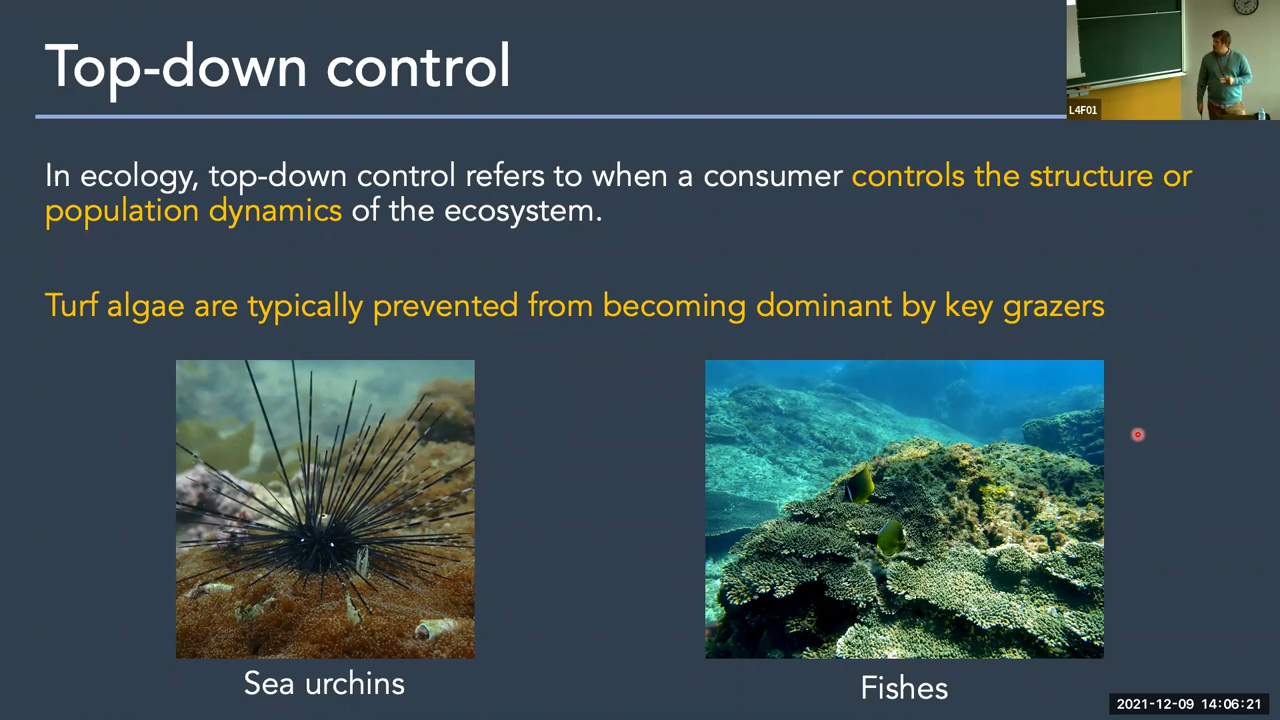 Top-down control
L4F01
In ecology, top-down control refers to when a consumer controls the structure or
population dynamics of the ecosystem.
Turf algae are typically prevented from becoming dominant by key grazers
Sea urchins
Fishes
2021-12-09 14:06:21